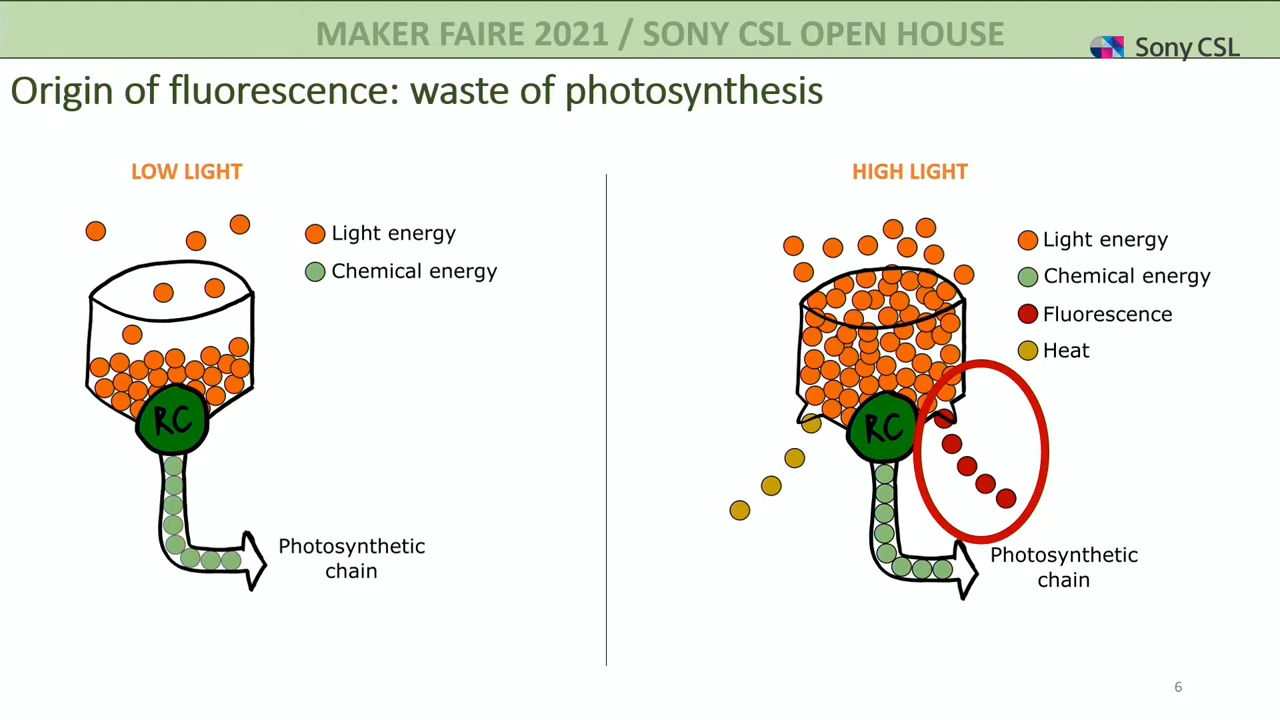 MAKER FAIRE 2021 / SONY CSL OPEN HOUSE
Sony CSL
Origin of fluorescence: waste of photosynthesis
LOW LIGHT
Light energy
Chemical energy
RC
Photosynthetic
chain
HIGH LIGHT
Light energy
Chemical energy
Fluorescence
Heat
RC
Photosynthetic
chain
6